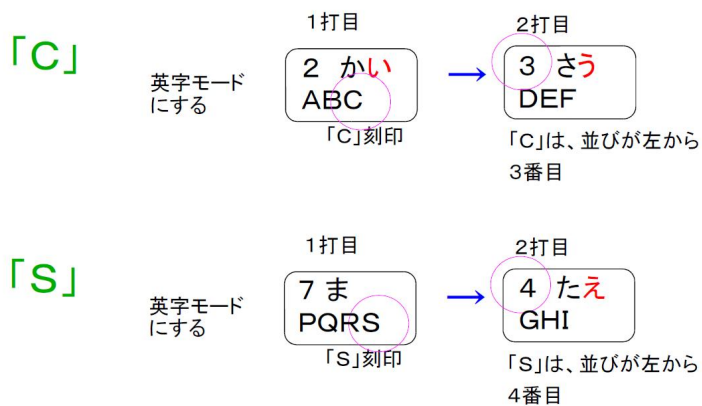 「C」
英字モード
にする
1打目
2 かい
ABC
「C」刻印
2打目
3 さう
DEF
「C」は、並びが左から
3番目
「S」
英字モード
にする
1打目
7 ま
PQRS
「S」刻印
2打目
4 たえ
GHI
「S」は、並びが左から
4番目